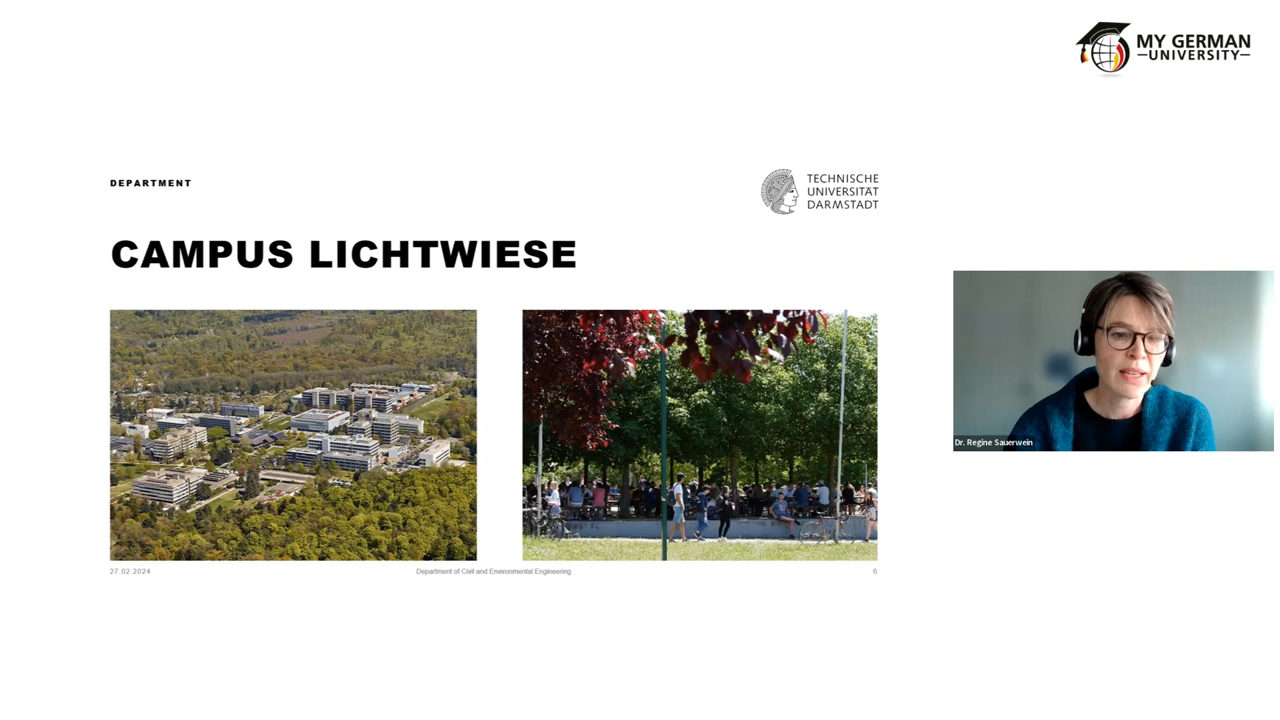 MY GERMAN
UNIVERSITY
DEPARTMENT
TECHNISCHE
UNIVERSITÄT
DARMSTADT
CAMPUS LICHTWIESE
Dr. Regine Sauerwein
27.02.2024
Department of Civil and Environmental Engineering
6